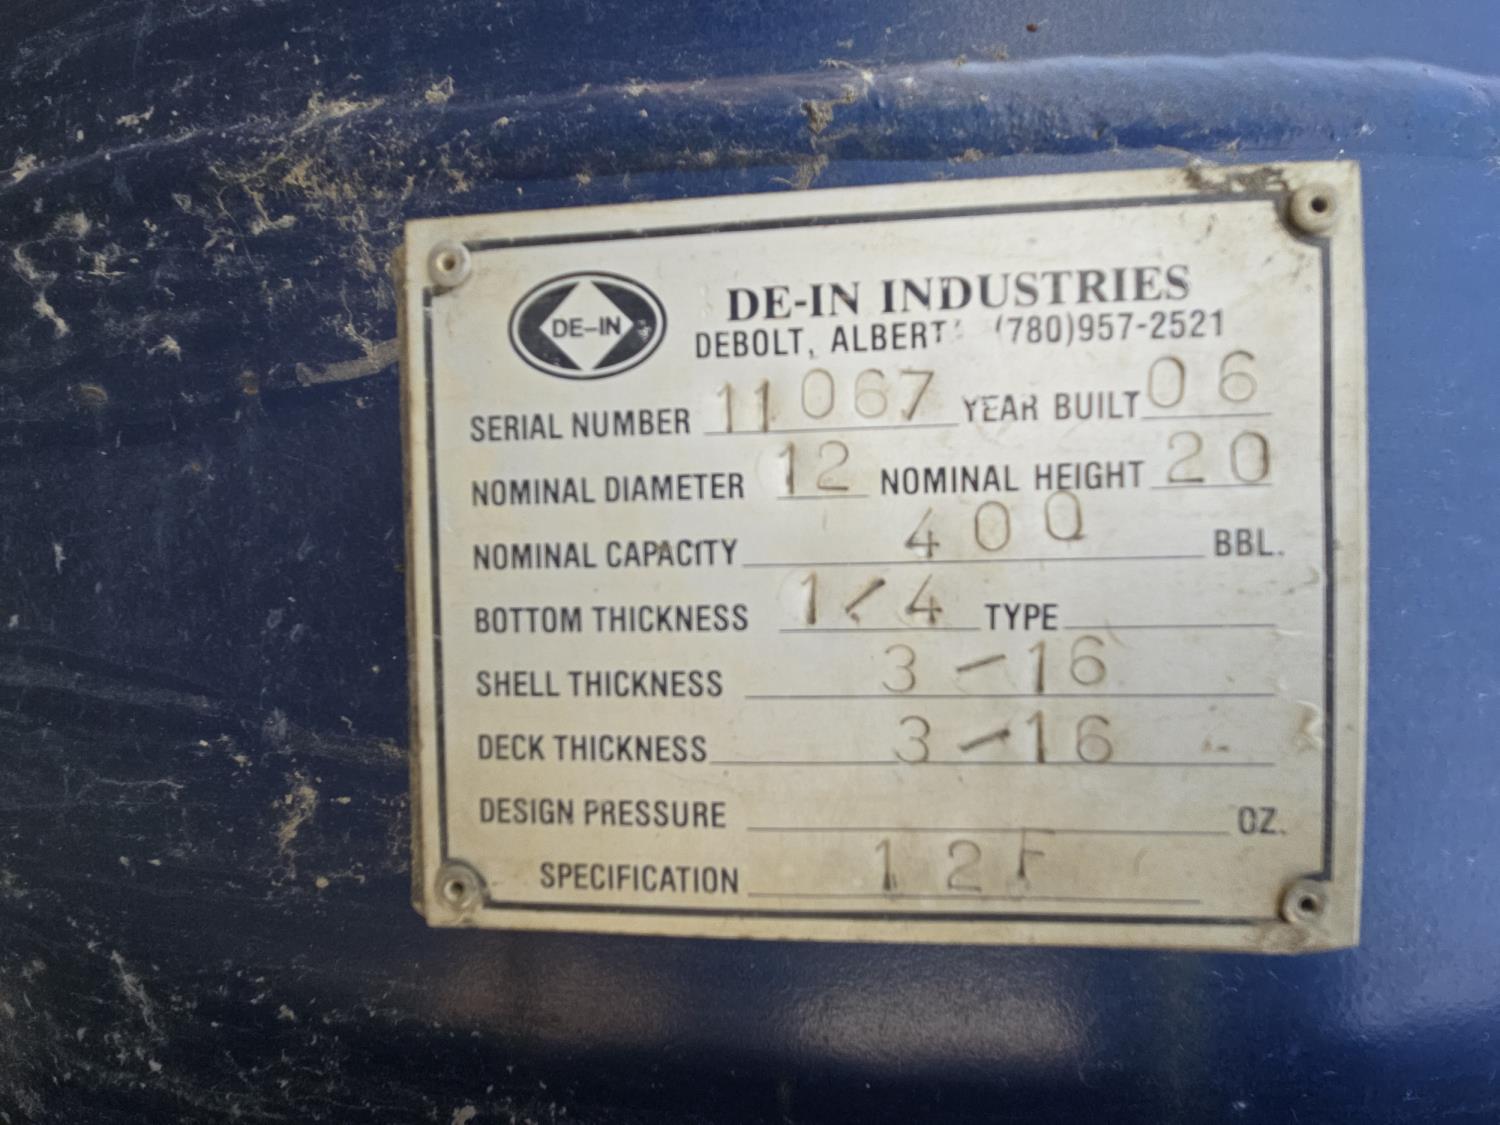 DE-IN
DE-IN INDUSTRIES
DEBOLT, ALBERT (780)957-2521
SERIAL NUMBER 11067 YEAR BUILT 06
NOMINAL DIAMETER 12 NOMINAL HEIGHT 20
NOMINAL CAPACITY 400 BBL.
BOTTOM THICKNESS 1/4 TYPE
SHELL THICKNESS 3-16
DECK THICKNESS 3-16
DESIGN PRESSURE OZ.
SPECIFICATION 12F